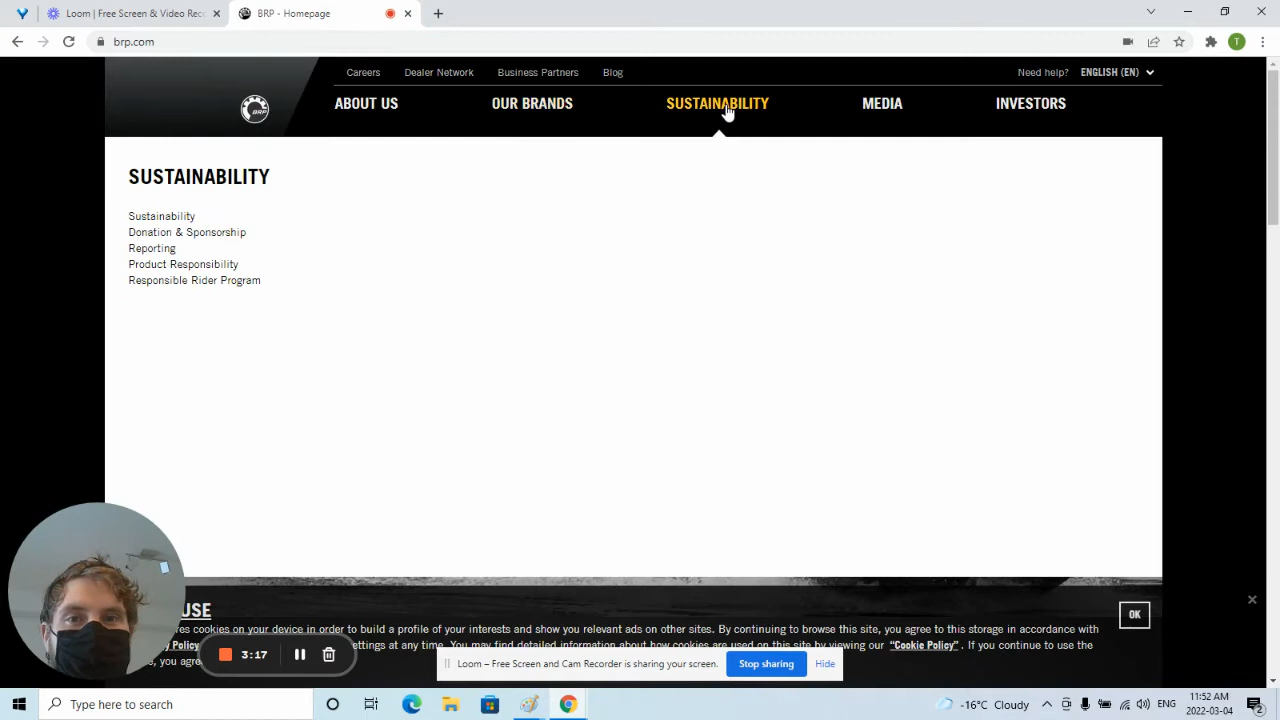 Loom | Free Screen & Video Rec
BRP - Homepage
brp.com
T
Careers
Dealer Network
Business Partners
Blog
Need help?
ENGLISH (EN)
BRP
ABOUT US
OUR BRANDS
SUSTAINABILITY
MEDIA
INVESTORS
SUSTAINABILITY
Sustainability
Donation & Sponsorship
Reporting
Product Responsibility
Responsible Rider Program
USE
OK
res cookies on your device in order to build a profile of your interests and show you relevant ads on other sites. By continuing to browse this site, you agree to this storage in accordance with
y Policy
ettings at any time. You may find detailed information about how cookies are used on this site by viewing our "Cookie Policy". If you continue to use the
te, you agre
3:17
Loom – Free Screen and Cam Recorder is sharing your screen.
Stop sharing
Hide
Type here to search
-16°C Cloudy
ENG
11:52 AM
2022-03-04
2